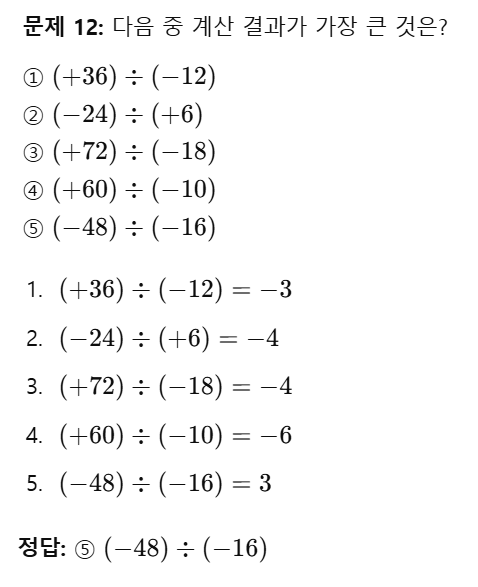 문제 12: 다음 중 계산 결과가 가장 큰 것은?
① (+36) ÷ (−12)
② (−24) ÷ (+6)
③ (+72) ÷ (−18)
④ (+60) ÷ (−10)
⑤ (−48) ÷ (−16)
1. (+36) ÷ (−12) = −3
2. (−24) ÷ (+6) = −4
3. (+72) ÷ (−18) = −4
4. (+60) ÷ (−10) = −6
5. (−48) ÷ (−16) = 3
정답: ⑤ (−48) ÷ (−16)